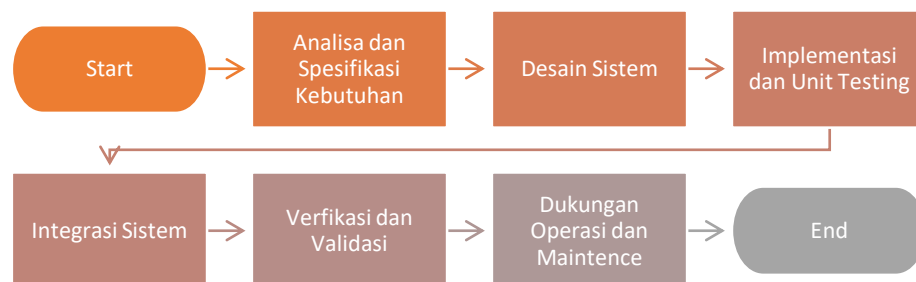 Start
Analisa dan
Spesifikasi
Kebutuhan
Desain Sistem
Implementasi
dan Unit Testing
Integrasi Sistem
Verfikasi dan
Validasi
Dukungan
Operasi dan
Maintence
End